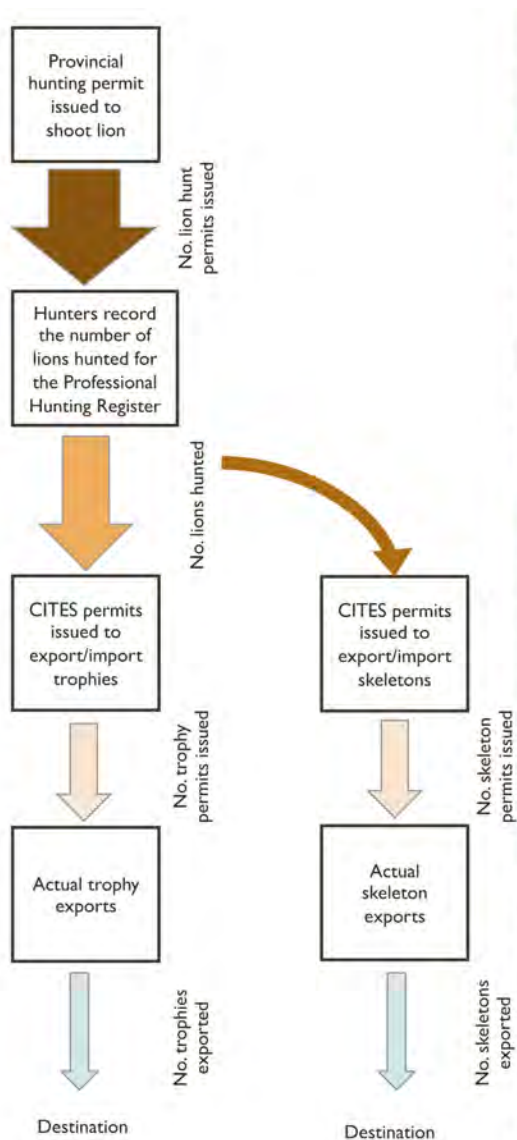 Provincial
hunting permit
issued to
shoot lion
No. lion hunt
permits issued
Hunters record
the number of
lions hunted for
the Professional
Hunting Register
No. lions hunted
CITES permits
issued to
export/import
trophies
CITES permits
issued to
export/import
skeletons
No. trophy
permits issued
No. skeleton
permits issued
Actual trophy
exports
Actual
skeleton
exports
No. trophies
exported
No. skeletons
exported
Destination
Destination